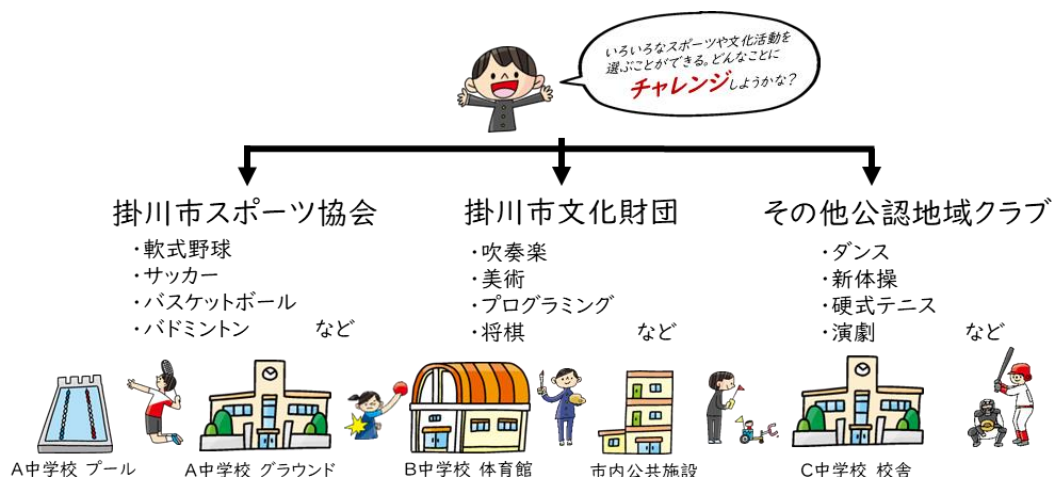 いろいろなスポーツや文化活動を
選ぶことができる。どんなことに
チャレンジしようかな？
掛川市スポーツ協会
・軟式野球
・サッカー
・バスケットボール
・バドミントン　など
掛川市文化財団
・吹奏楽
・美術
・プログラミング
・将棋　など
その他公認地域クラブ
・ダンス
・新体操
・硬式テニス
・演劇　など
A中学校 プール
A中学校 グラウンド
B中学校 体育館
市内公共施設
C中学校 校舎